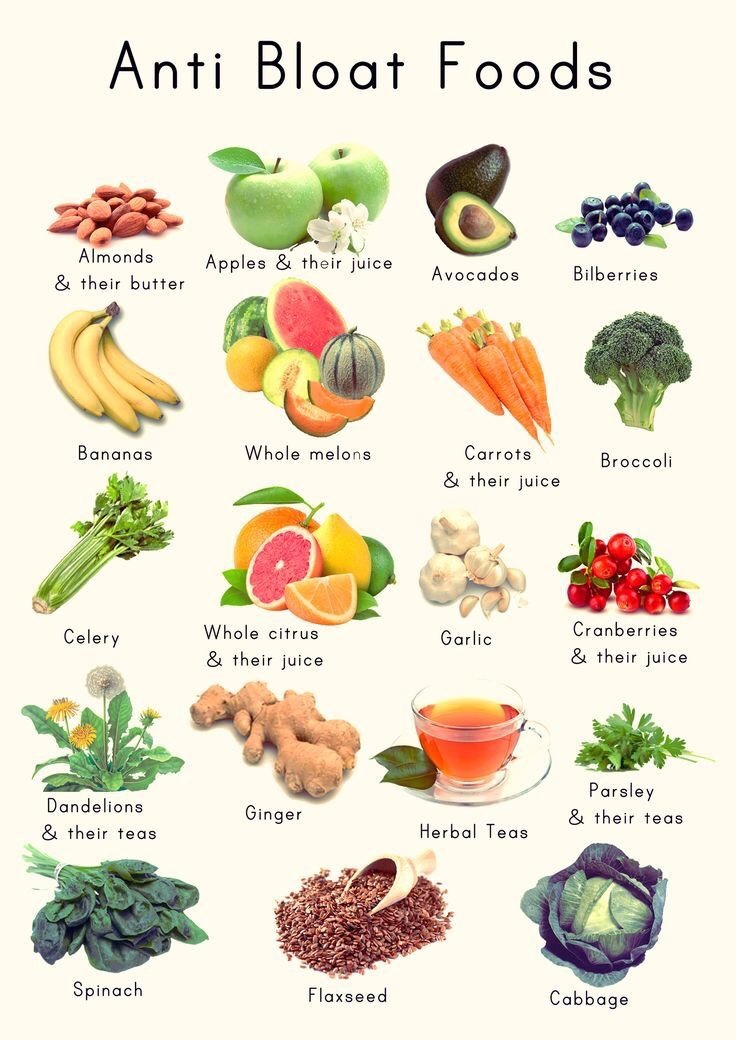 Anti Bloat Foods
Almonds
& their butter
Apples & their juice
Avocados
Bilberries
Bananas
Whole melons
Carrots
& their juice
Broccoli
Celery
Whole citrus
& their juice
Garlic
Cranberries
& their juice
Dandelions
& their teas
Ginger
Herbal Teas
Parsley
& their teas
Spinach
Flaxseed
Cabbage